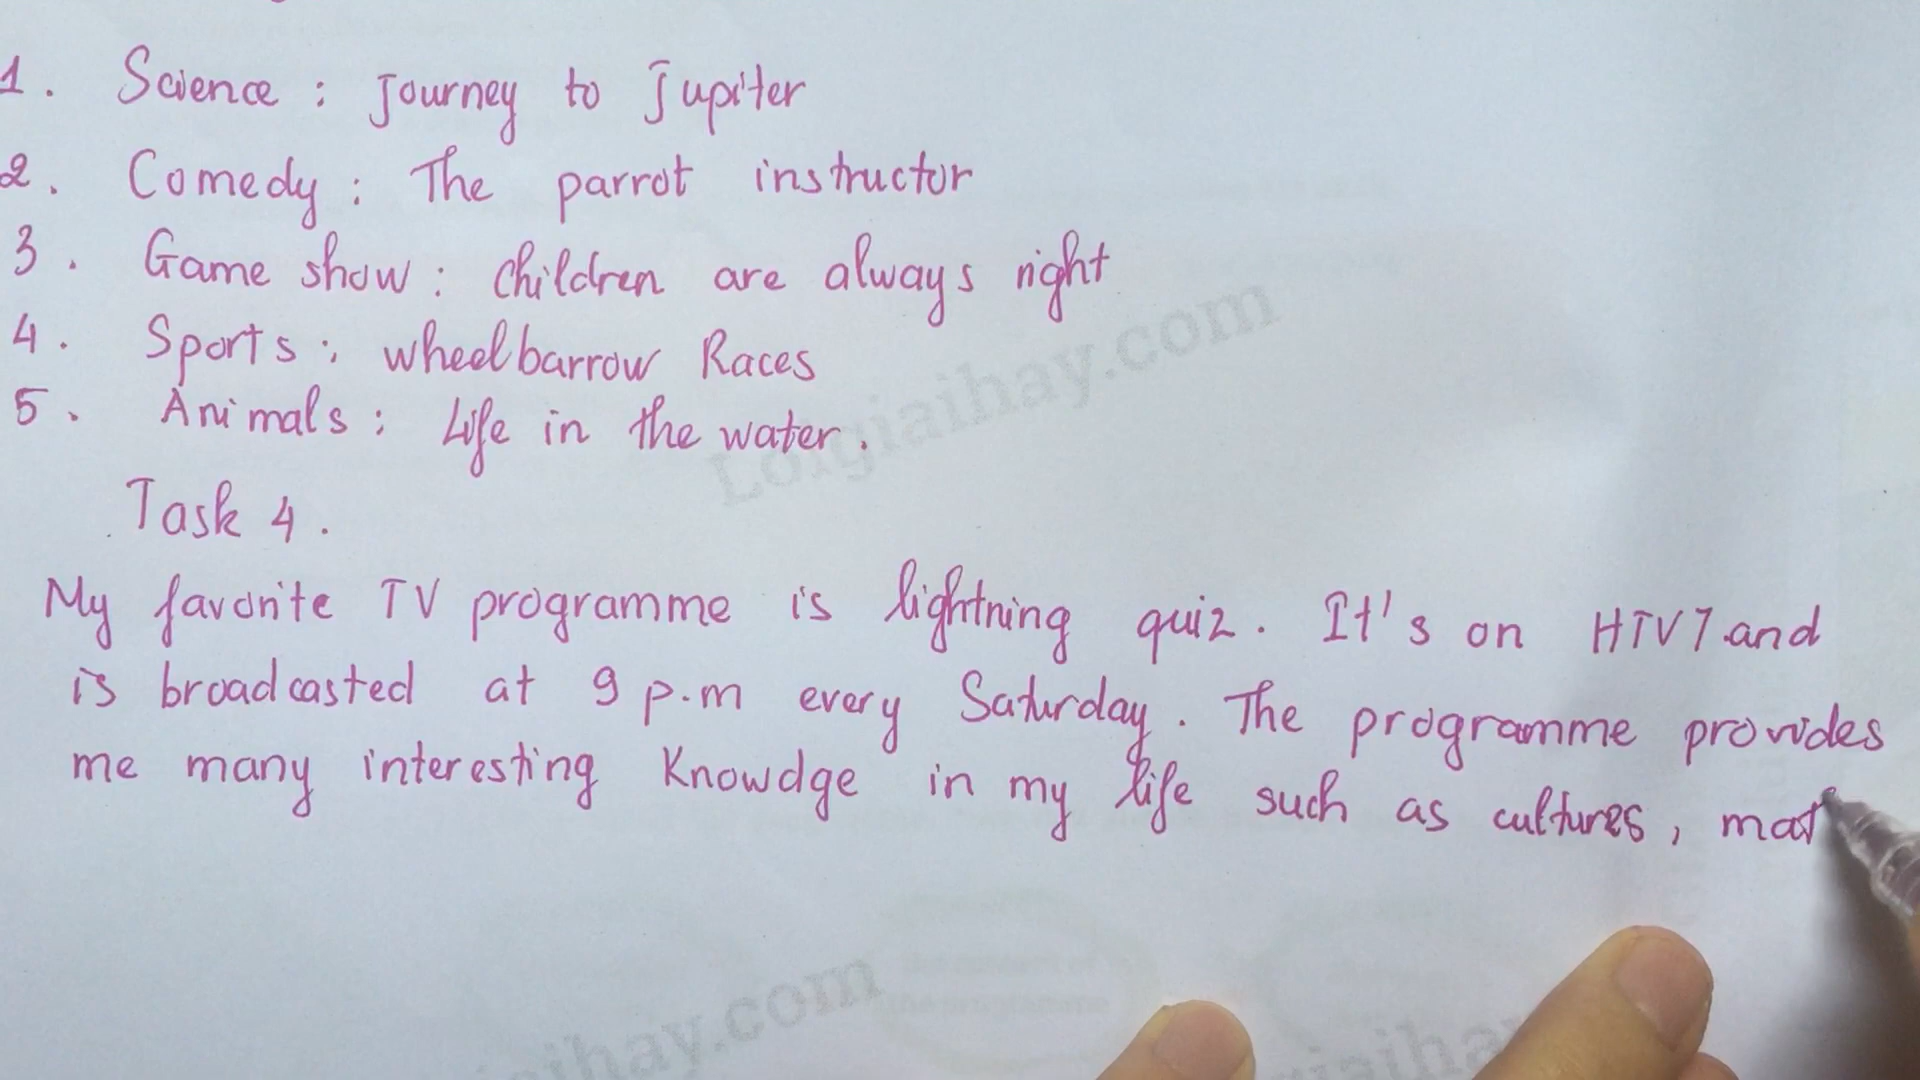 1. Science: Journey to Jupiter
2. Comedy: The parrot instructor
3. Game show: children are always right
4. Sports: wheelbarrow Races
5. Animals: Life in the water.
Task 4.
My favorite TV programme is lightning quiz. It's on HTV7 and
is broadcasted at 9 p.m every Saturday. The programme provides
me many interesting Knowdge in my life such as cultures, mat
Loigiaihay.com